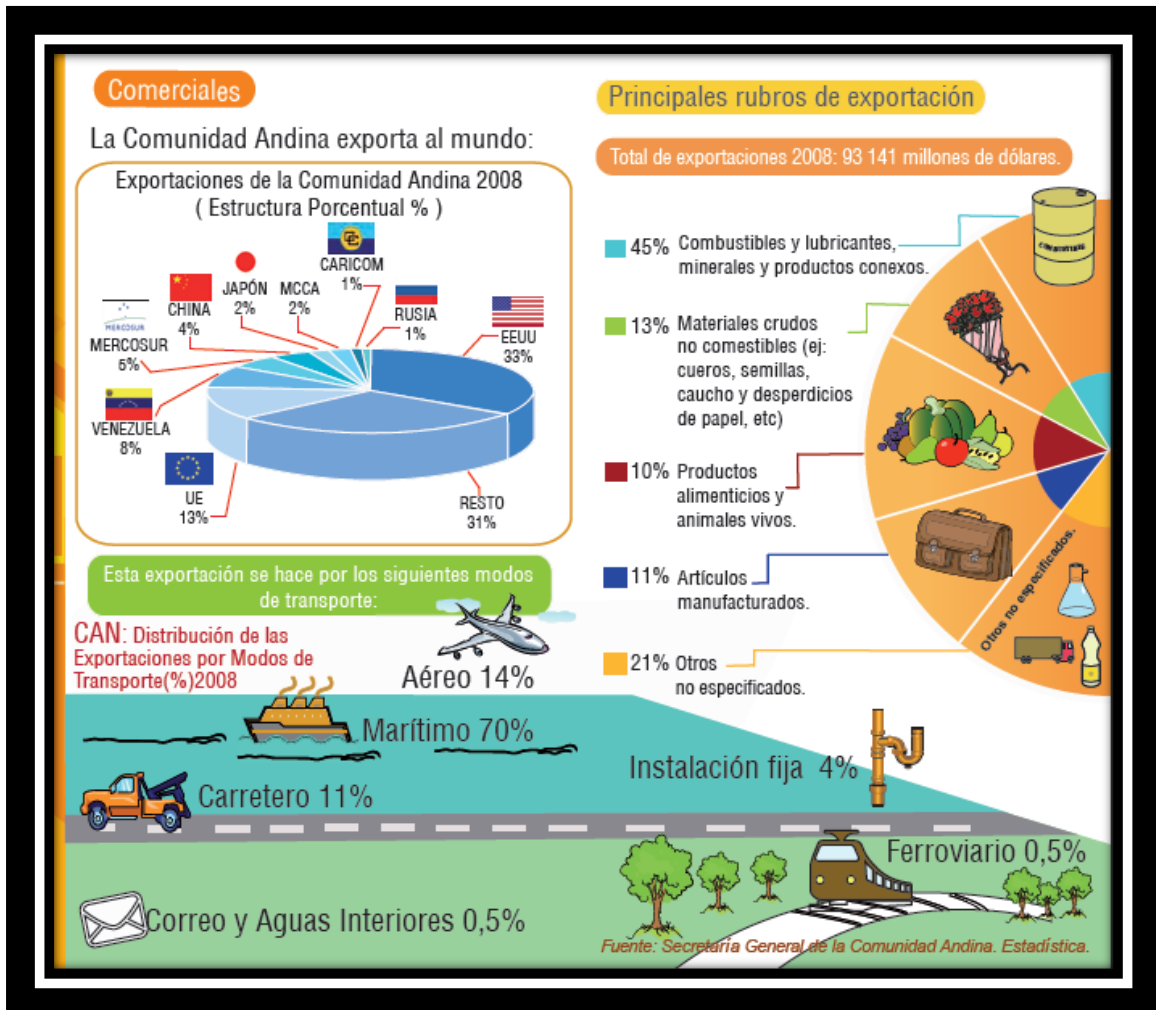 Comerciales
La Comunidad Andina exporta al mundo:
Exportaciones de la Comunidad Andina 2008
( Estructura Porcentual % )
CARICOM
1%
JAPÓN
2%
MCCA
2%
CHINA
4%
RUSIA
1%
MERCOSUR
MERCOSUR
5%
EEUU
33%
VENEZUELA
8%
UE
13%
RESTO
31%
Esta exportación se hace por los siguientes modos
de transporte:
CAN: Distribución de las
Exportaciones por Modos de
Transporte(%)2008
Aéreo 14%
Marítimo 70%
Carretero 11%
Instalación fija 4%
Ferroviario 0,5%
Correo y Aguas Interiores 0,5%
Principales rubros de exportación
Total de exportaciones 2008: 93 141 millones de dólares.
45% Combustibles y lubricantes,
minerales y productos conexos.
13% Materiales crudos
no comestibles (ej:
cueros, semillas,
caucho y desperdicios
de papel, etc)
10% Productos
alimenticios y
animales vivos.
11% Artículos
manufacturados.
21% Otros
no especificados.
Otros no especificados.
Fuente: Secretaría General de la Comunidad Andina. Estadística.